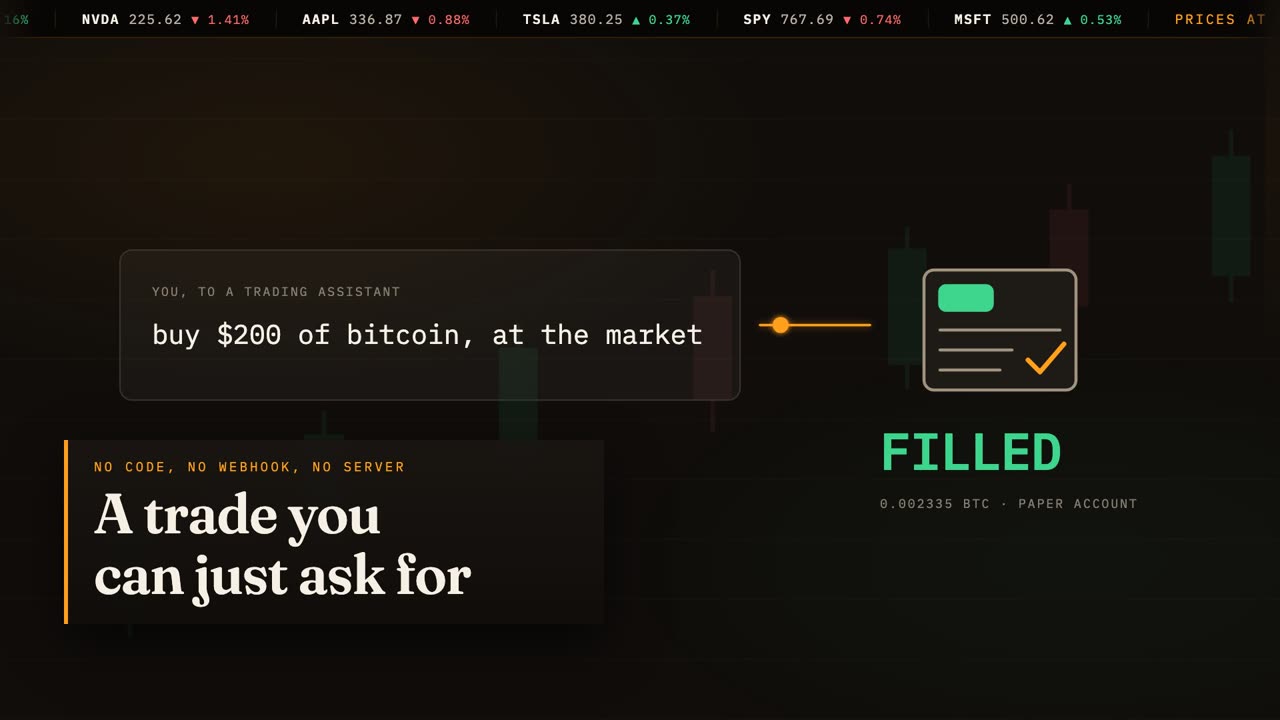 16% NVDA 225.62 ▼ 1.41% AAPL 336.87 ▼ 0.88% TSLA 380.25 ▲ 0.37% SPY 767.69 ▼ 0.74% MSFT 500.62 ▲ 0.53% PRICES AT
YOU, TO A TRADING ASSISTANT
buy $200 of bitcoin, at the market
FILLED
0.002335 BTC · PAPER ACCOUNT
NO CODE, NO WEBHOOK, NO SERVER
A trade you
can just ask for